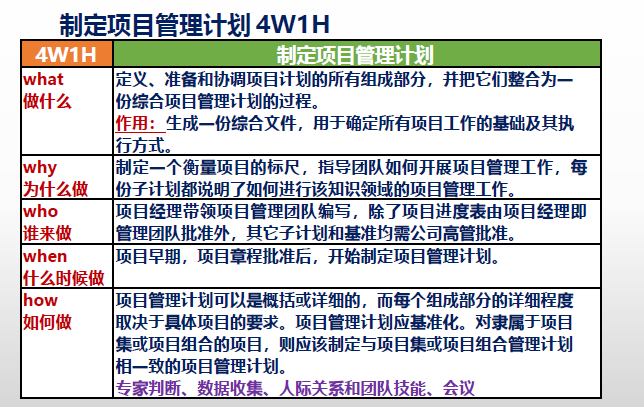 制定项目管理计划 4W1H
4W1H
制定项目管理计划
what
做什么
定义、准备和协调项目计划的所有组成部分，并把它们整合为一
份综合项目管理计划的过程。
作用：生成一份综合文件，用于确定所有项目工作的基础及其执
行方式。
why
为什么做
制定一个衡量项目的标尺，指导团队如何开展项目管理工作，每
份子计划都说明了如何进行该知识领域的项目管理工作。
who
谁来做
项目经理带领项目管理团队编写，除了项目进度表由项目经理即
管理团队批准外，其它子计划和基准均需公司高管批准。
when
什么时候做
项目早期，项目章程批准后，开始制定项目管理计划。
how
如何做
项目管理计划可以是概括或详细的，而每个组成部分的详细程度
取决于具体项目的要求。项目管理计划应基准化。对隶属于项目
集或项目组合的项目，则应该制定与项目集或项目组合管理计划
相一致的项目管理计划。
专家判断、数据收集、人际关系和团队技能、会议